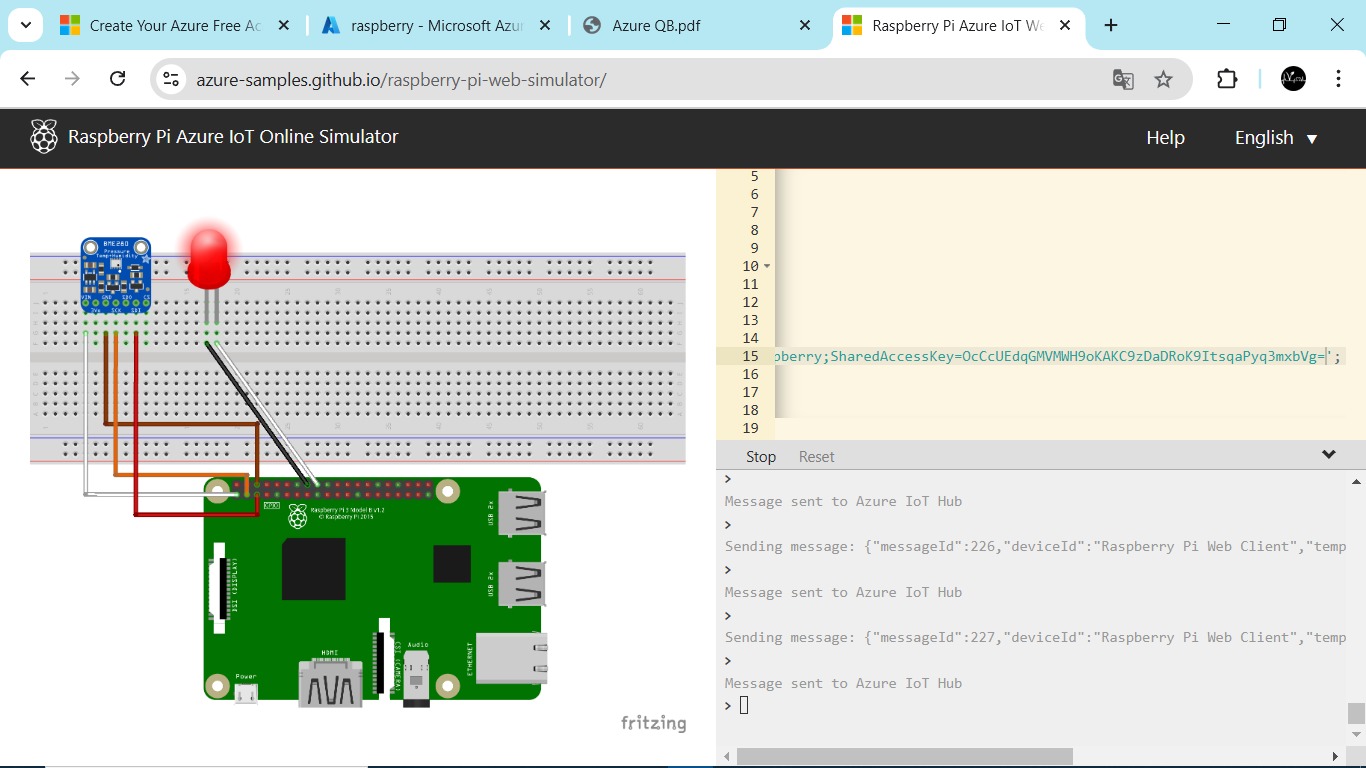 Create Your Azure Free Ac
raspberry - Microsoft Azur
Azure QB.pdf
Raspberry Pi Azure IoT We
azure-samples.github.io/raspberry-pi-web-simulator/
Raspberry Pi Azure IoT Online Simulator
Help
English ▼
BME280
Pressure
Temp+Humidity
VIN GND SDO CS
3Vo SCK SDI
GPIO
Raspberry Pi 3 Model B v1.2
© Raspberry Pi 2015
USB 2x
DSI (DISPLAY)
USB 2x
ETHERNET
CSI (CAMERA)
Audio
HDMI
Power
fritzing
5
6
7
8
9
10
11
12
13
14
15 pberry;SharedAccessKey=OcCcUEdqGMVMWH9oKAKC9zDaDRoK9ItsqaPyq3mxbVg=';
16
17
18
19
Stop Reset
>
Message sent to Azure IoT Hub
>
Sending message: {"messageId":226,"deviceId":"Raspberry Pi Web Client","temp
>
Message sent to Azure IoT Hub
>
Sending message: {"messageId":227,"deviceId":"Raspberry Pi Web Client","temp
>
Message sent to Azure IoT Hub
>